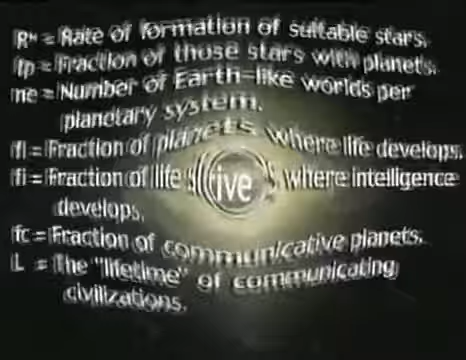 R* = Rate of formation of suitable stars.
fp = Fraction of those stars with planets.
ne = Number of Earth-like worlds per
planetary system.
fl = Fraction of planets where life develops.
fi = Fraction of life where intelligence
develops.
fc = Fraction of communicative planets.
L = The "lifetime" of communicating
civilizations.